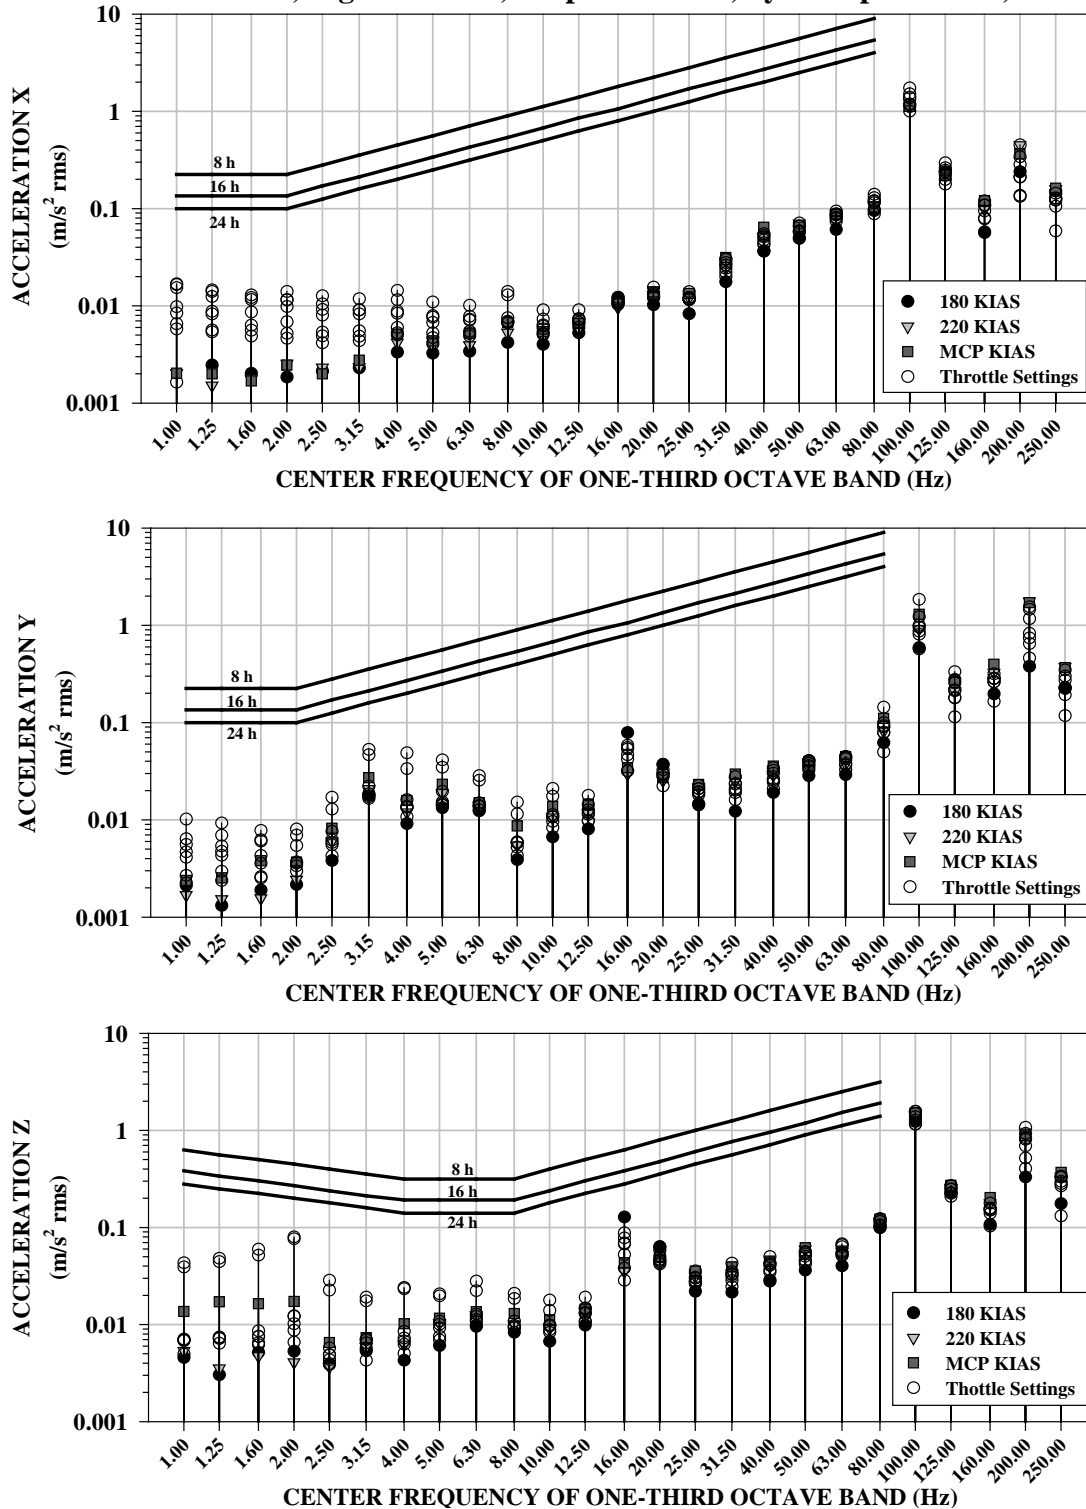 10
1
0.1
0.01
0.001
ACCELERATION X
(m/s² rms)
8 h
16 h
24 h
180 KIAS
220 KIAS
MCP KIAS
Throttle Settings
1.00 1.25 1.60 2.00 2.50 3.15 4.00 5.00 6.30 8.00 10.00 12.50 16.00 20.00 25.00 31.50 40.00 50.00 63.00 80.00 100.00 125.00 160.00 200.00 250.00
CENTER FREQUENCY OF ONE-THIRD OCTAVE BAND (Hz)
10
1
0.1
0.01
0.001
ACCLERATION Y
(m/s² rms)
8 h
16 h
24 h
180 KIAS
220 KIAS
MCP KIAS
Throttle Settings
1.00 1.25 1.60 2.00 2.50 3.15 4.00 5.00 6.30 8.00 10.00 12.50 16.00 20.00 25.00 31.50 40.00 50.00 63.00 80.00 100.00 125.00 160.00 200.00 250.00
CENTER FREQUENCY OF ONE-THIRD OCTAVE BAND (Hz)
10
1
0.1
0.01
0.001
ACCLERATION Z
(m/s² rms)
8 h
16 h
24 h
180 KIAS
220 KIAS
MCP KIAS
Thottle Settings
1.00 1.25 1.60 2.00 2.50 3.15 4.00 5.00 6.30 8.00 10.00 12.50 16.00 20.00 25.00 31.50 40.00 50.00 63.00 80.00 100.00 125.00 160.00 200.00 250.00
CENTER FREQUENCY OF ONE-THIRD OCTAVE BAND (Hz)